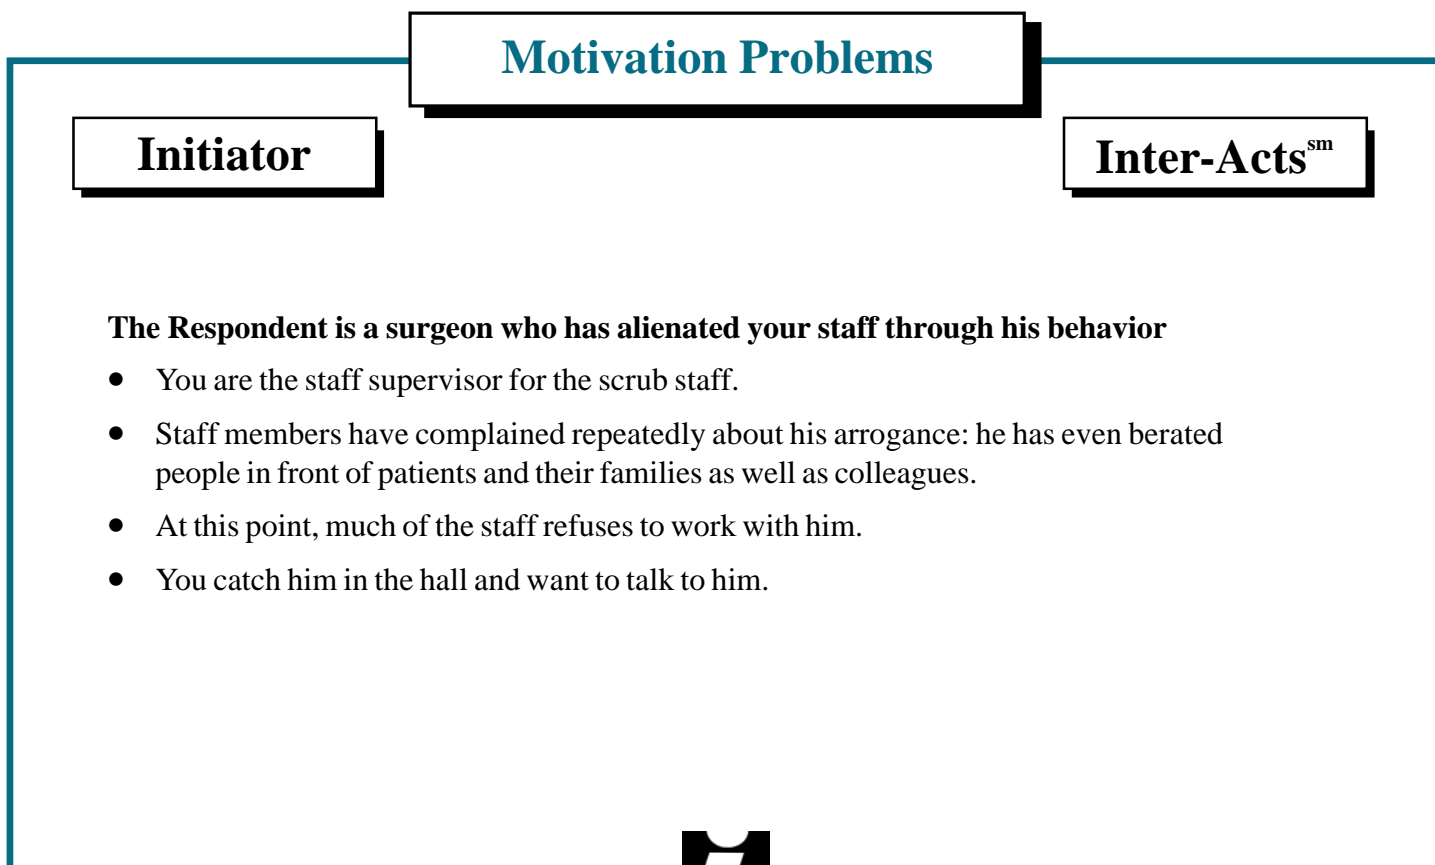 Motivation Problems
Initiator
Inter-Acts sm
The Respondent is a surgeon who has alienated your staff through his behavior
● You are the staff supervisor for the scrub staff.
● Staff members have complained repeatedly about his arrogance: he has even berated
people in front of patients and their families as well as colleagues.
● At this point, much of the staff refuses to work with him.
● You catch him in the hall and want to talk to him.